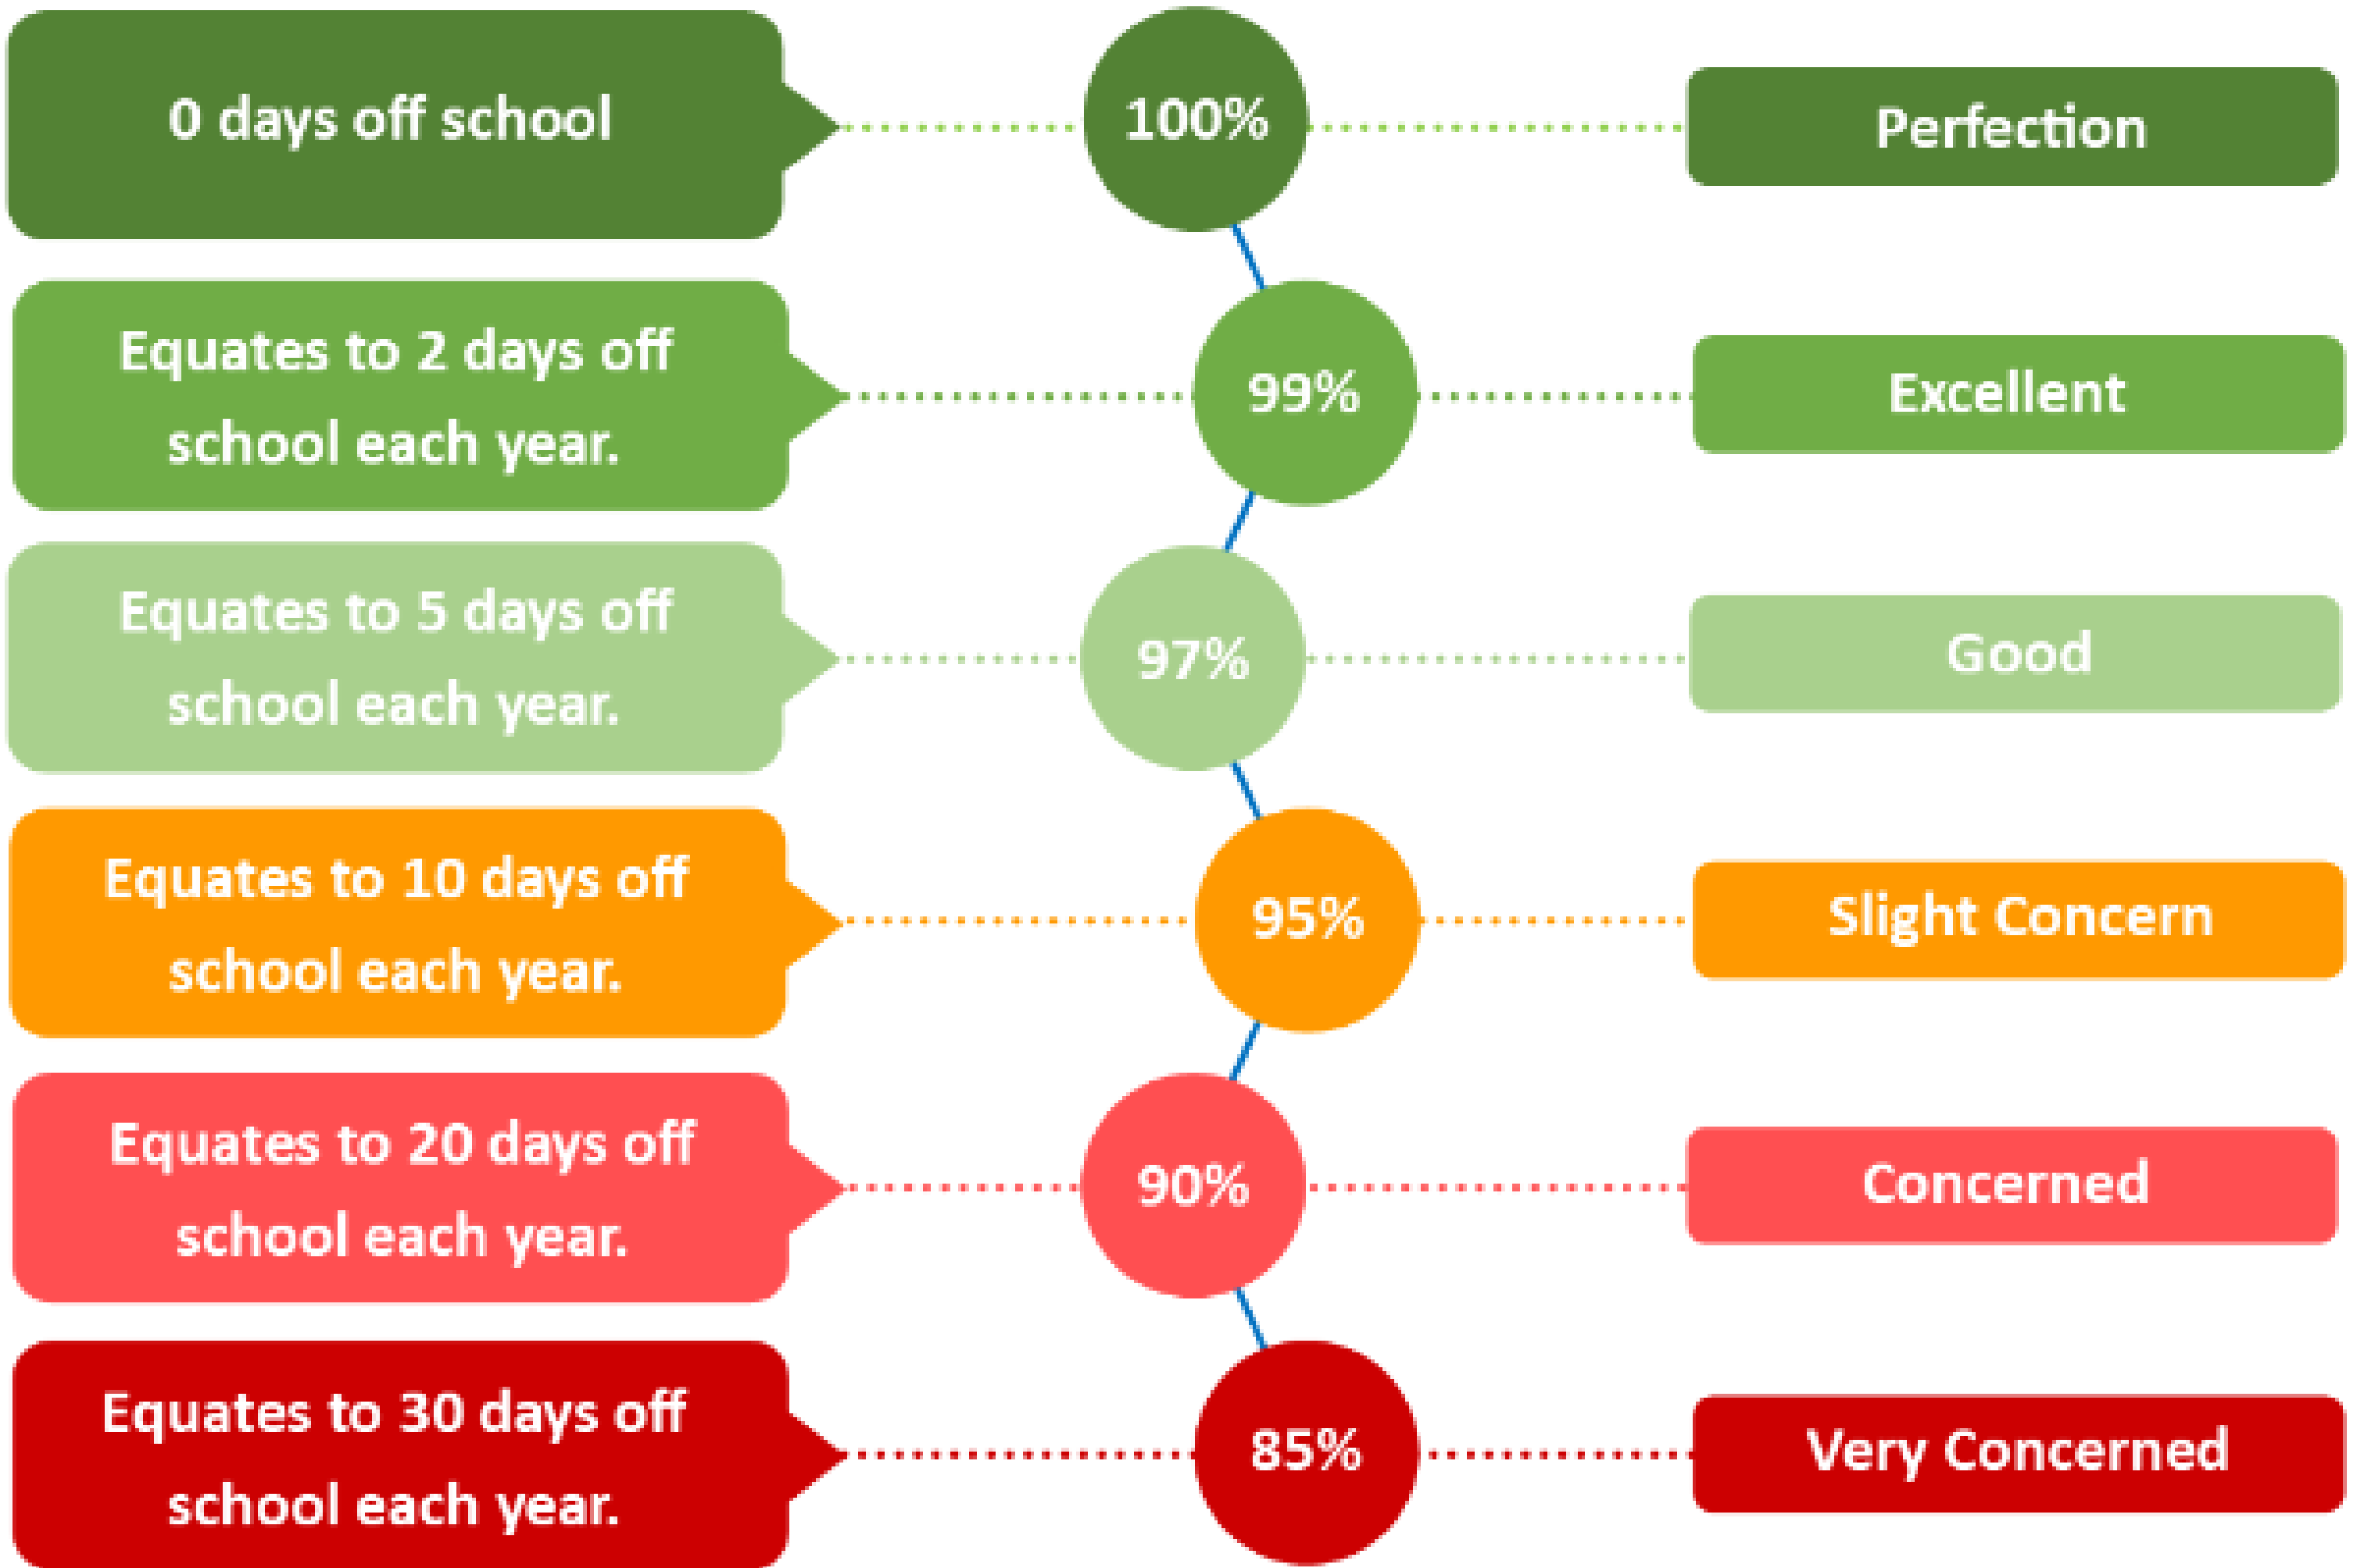 0 days off school
100%
Perfection
Equates to 2 days off
school each year.
99%
Excellent
Equates to 5 days off
school each year.
97%
Good
Equates to 10 days off
school each year.
95%
Slight Concern
Equates to 20 days off
school each year.
90%
Concerned
Equates to 30 days off
school each year.
85%
Very Concerned